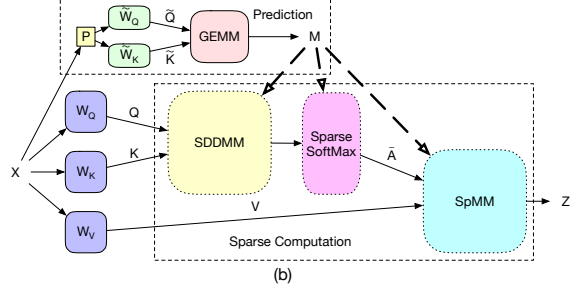 Prediction
P
W̃Q
Q̃
W̃K
K̃
GEMM
M
X
WQ
Q
WK
K
WV
V
SDDMM
Sparse
SoftMax
Ā
SpMM
Z
Sparse Computation
(b)